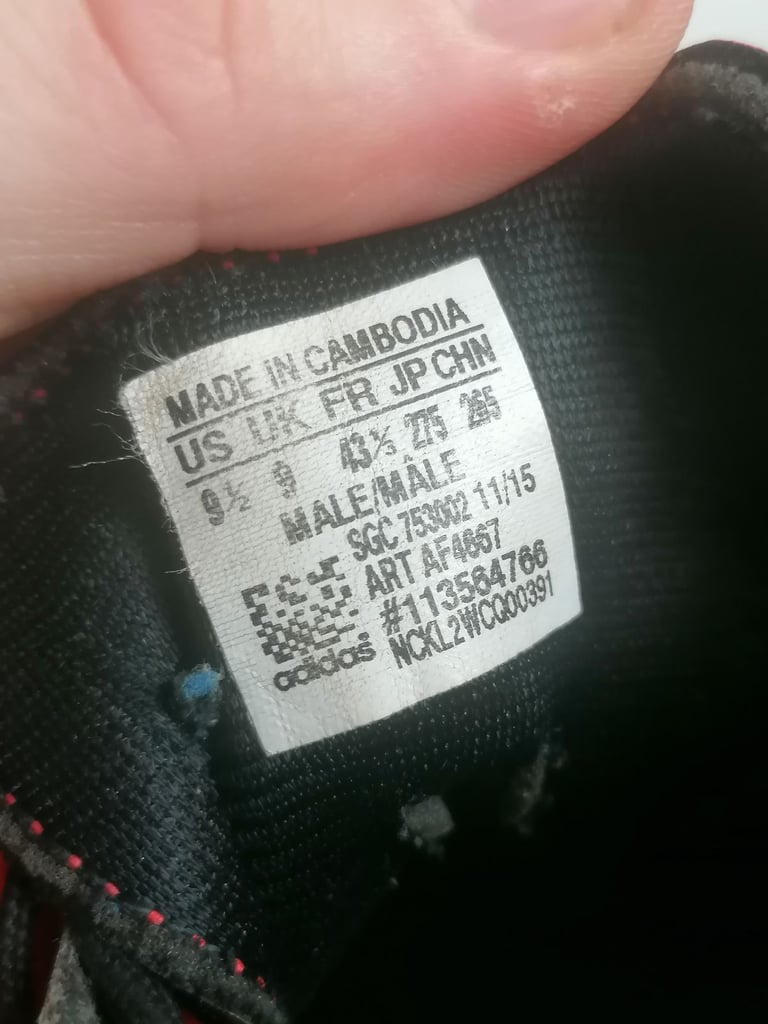 MADE IN CAMBODIA
US UK FR JP CHN
9½ 9 43⅓ 275 265
MALE/MÂLE
SGC 753002 11/15
ART AF4667
#113564766
NCKL2WCQ00391
adidas